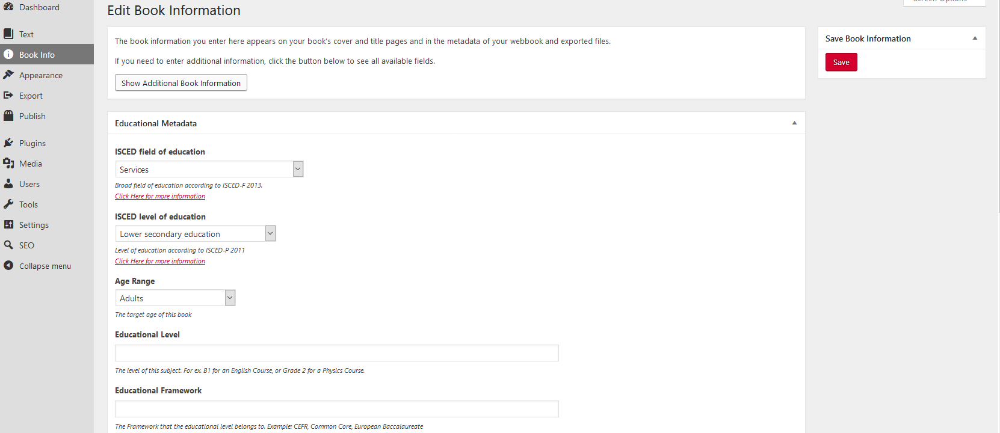 Dashboard
Text
Book Info
Appearance
Export
Publish
Plugins
Media
Users
Tools
Settings
SEO
Collapse menu
Screen Options
Edit Book Information
The book information you enter here appears on your book's cover and title pages and in the metadata of your webbook and exported files.
If you need to enter additional information, click the button below to see all available fields.
Show Additional Book Information
Save Book Information
Save
Educational Metadata
ISCED field of education
Services
Broad field of education according to ISCED-F 2013.
Click Here for more information
ISCED level of education
Lower secondary education
Level of education according to ISCED-P 2011
Click Here for more information
Age Range
Adults
The target age of this book
Educational Level
The level of this subject. For ex. B1 for an English Course, or Grade 2 for a Physics Course.
Educational Framework
The Framework that the educational level belongs to. Example: CEFR, Common Core, European Baccalaureate